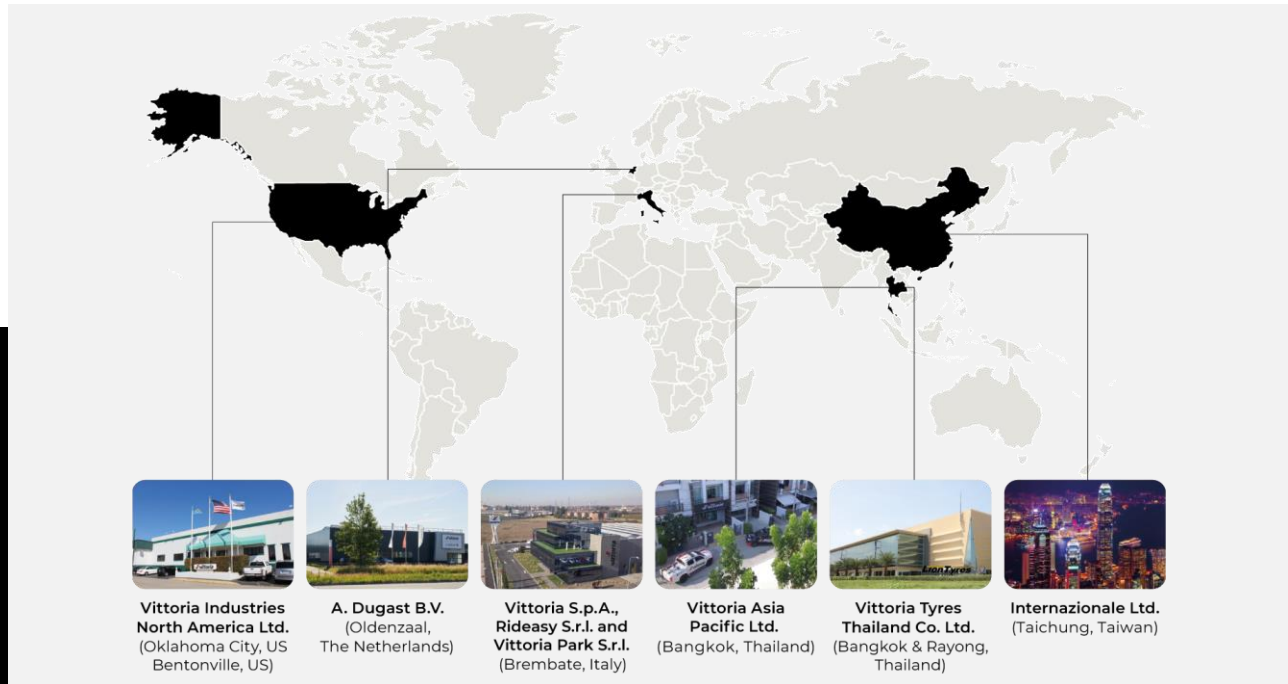 Vittoria Industries
North America Ltd.
(Oklahoma City, US
Bentonville, US)
A. Dugast B.V.
(Oldenzaal,
The Netherlands)
Vittoria S.p.A.,
Rideasy S.r.l. and
Vittoria Park S.r.l.
(Brembate, Italy)
Vittoria Asia
Pacific Ltd.
(Bangkok, Thailand)
LionTyres
Vittoria Tyres
Thailand Co. Ltd.
(Bangkok & Rayong,
Thailand)
Internazionale Ltd.
(Taichung, Taiwan)